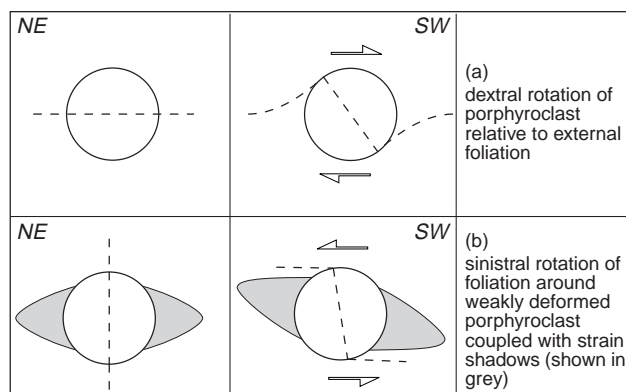 NE
SW
(a)
dextral rotation of
porphyroclast
relative to external
foliation
NE
SW
(b)
sinistral rotation of
foliation around
weakly deformed
porphyroclast
coupled with strain
shadows (shown in
grey)